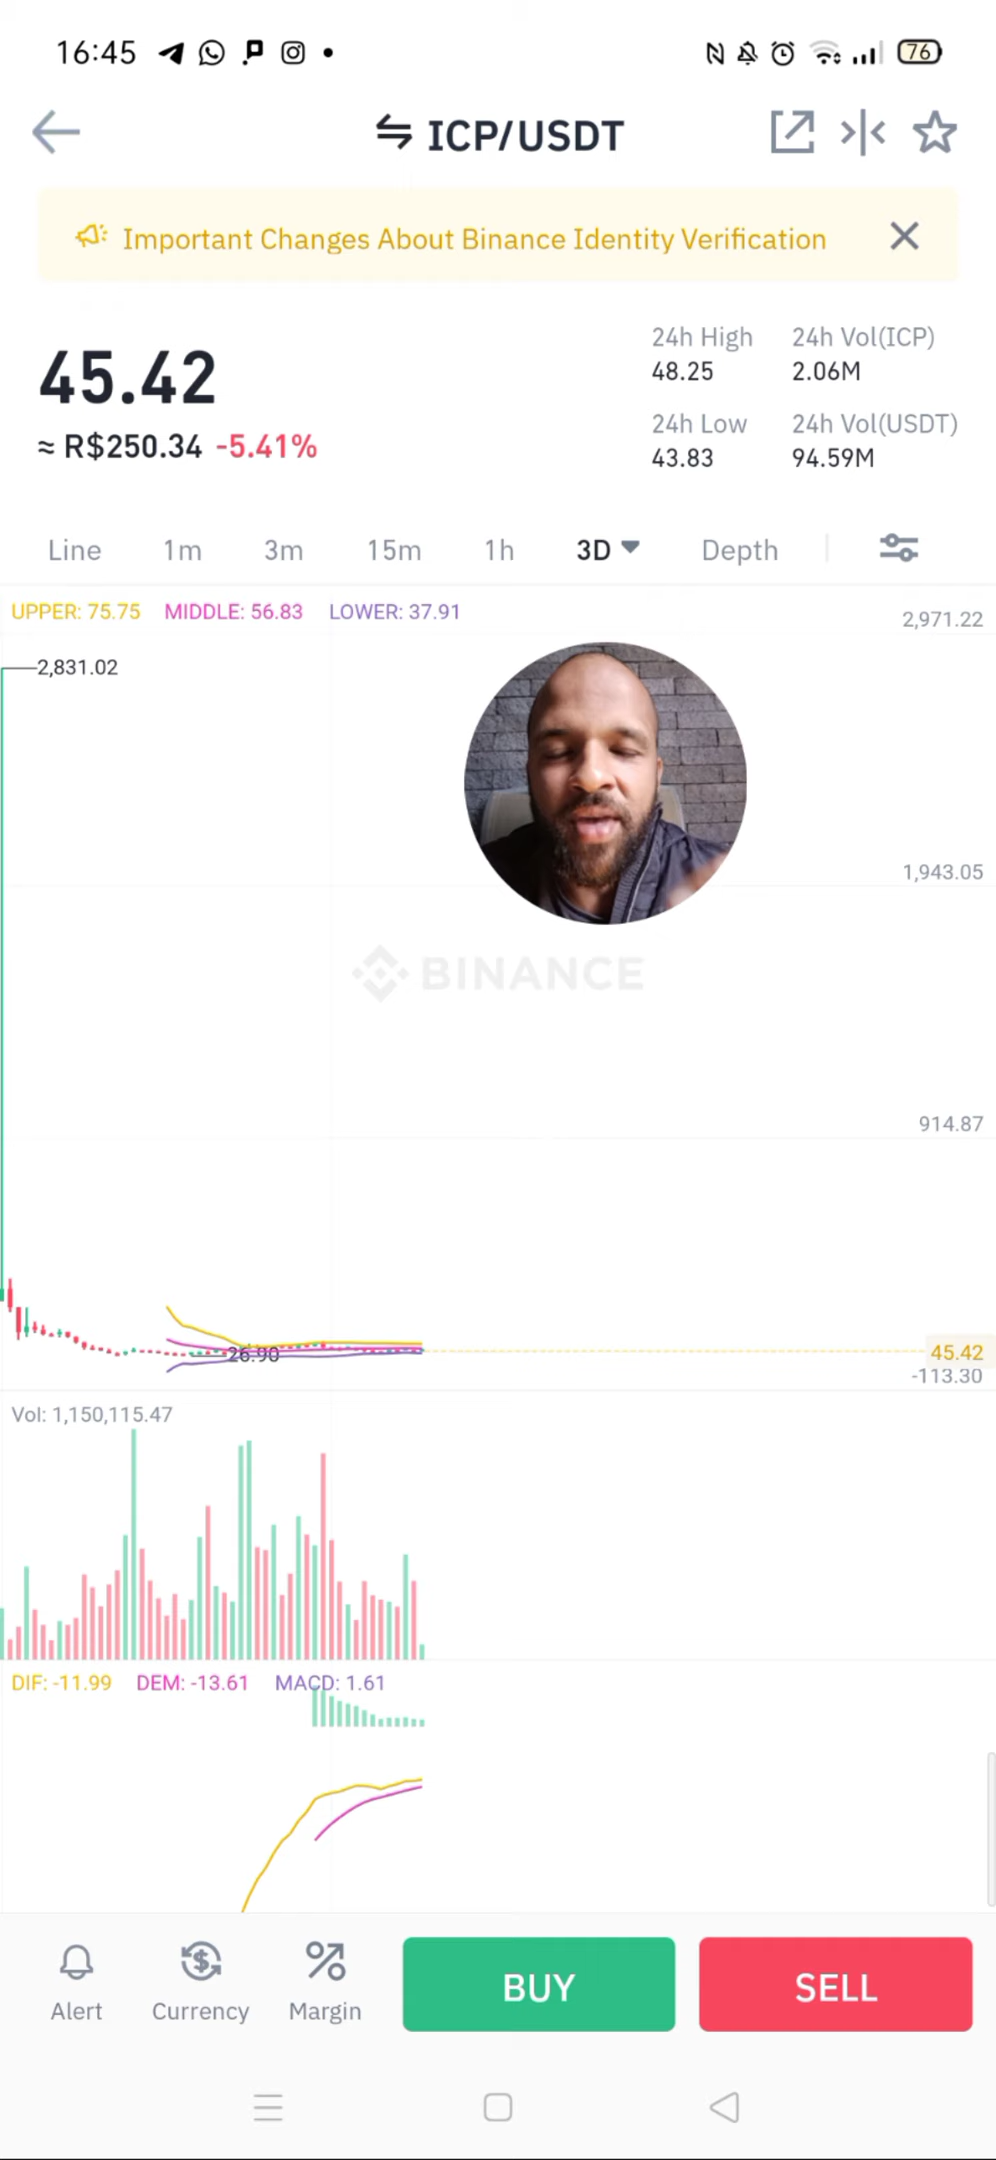 16:45
76
ICP/USDT
Important Changes About Binance Identity Verification
45.42
≈ R$250.34 -5.41%
24h High
48.25
24h Vol(ICP)
2.06M
24h Low
43.83
24h Vol(USDT)
94.59M
Line 1m 3m 15m 1h 3D Depth
UPPER: 75.75 MIDDLE: 56.83 LOWER: 37.91
2,971.22
2,831.02
1,943.05
BINANCE
914.87
26.90
45.42
-113.30
Vol: 1,150,115.47
DIF: -11.99 DEM: -13.61 MACD: 1.61
Alert
Currency
Margin
BUY
SELL